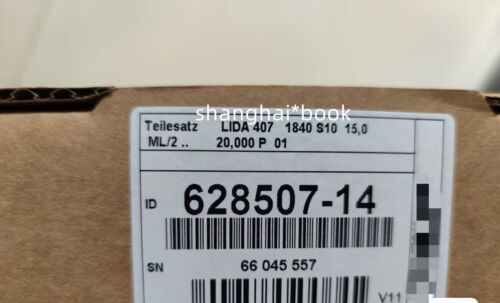 shanghai*book
Teilesatz LIDA 407 1840 S10 15,0
ML/2 .. 20,000 P 01
ID 628507-14
SN 66 045 557
V11